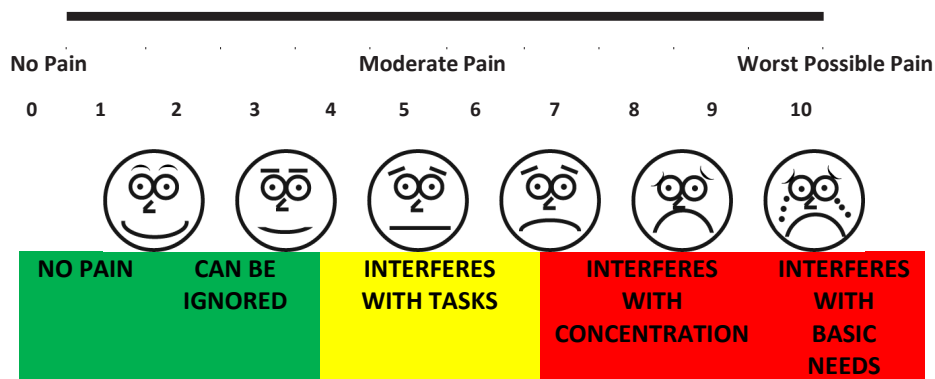 No Pain Moderate Pain Worst Possible Pain
0 1 2 3 4 5 6 7 8 9 10
NO PAIN CAN BE INTERFERES INTERFERES INTERFERES
IGNORED WITH TASKS WITH WITH
CONCENTRATION BASIC
NEEDS